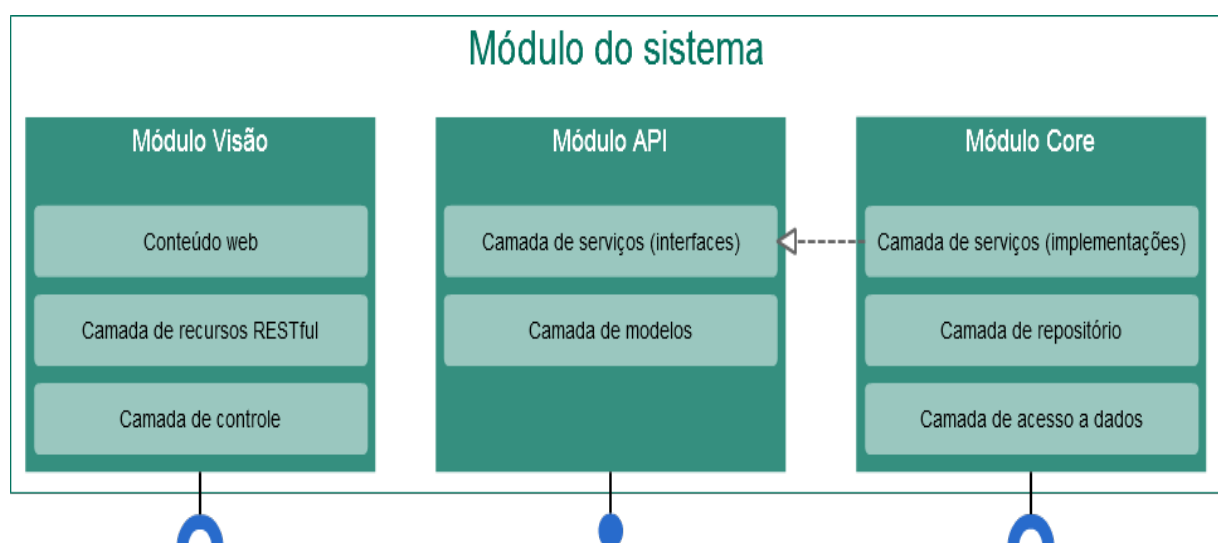 Módulo do sistema
Módulo Visão
Conteúdo web
Camada de recursos RESTful
Camada de controle
Módulo API
Camada de serviços (interfaces)
Camada de modelos
Módulo Core
Camada de serviços (implementações)
Camada de repositório
Camada de acesso a dados